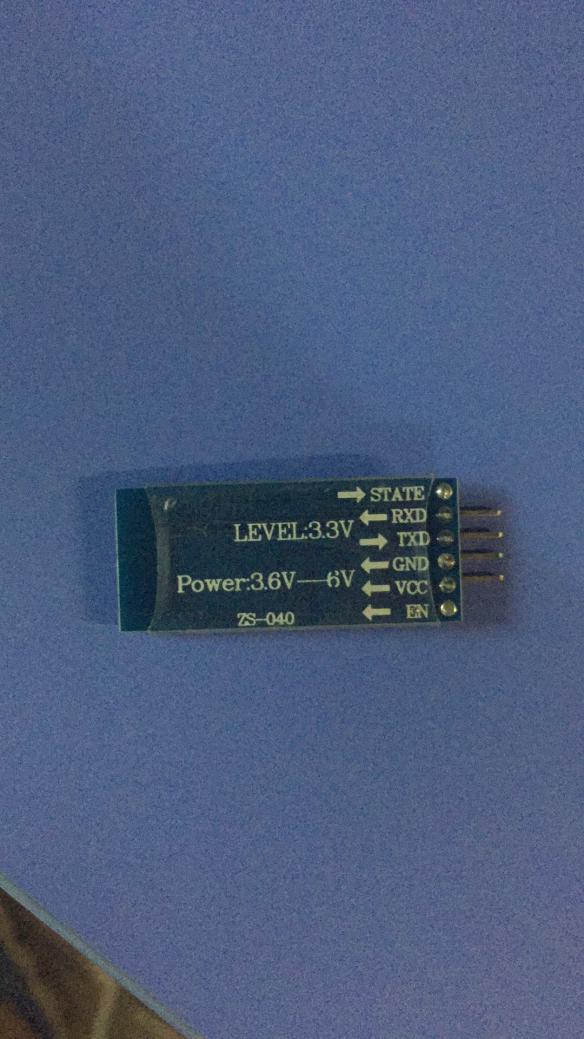 STATE
RXD
LEVEL:3.3V
TXD
GND
Power:3.6V—6V
VCC
EN
ZS-040